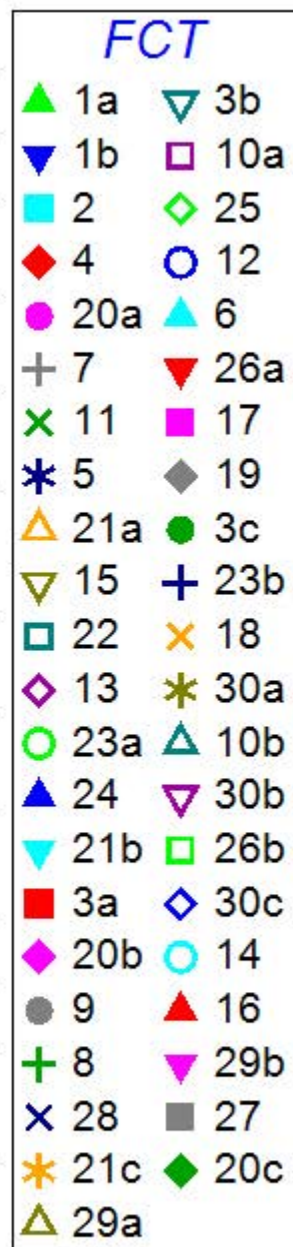 FCT
1a 3b
1b 10a
2 25
4 12
20a 6
7 26a
11 17
5 19
21a 3c
15 23b
22 18
13 30a
23a 10b
24 30b
21b 26b
3a 30c
20b 14
9 16
8 29b
28 27
21c 20c
29a